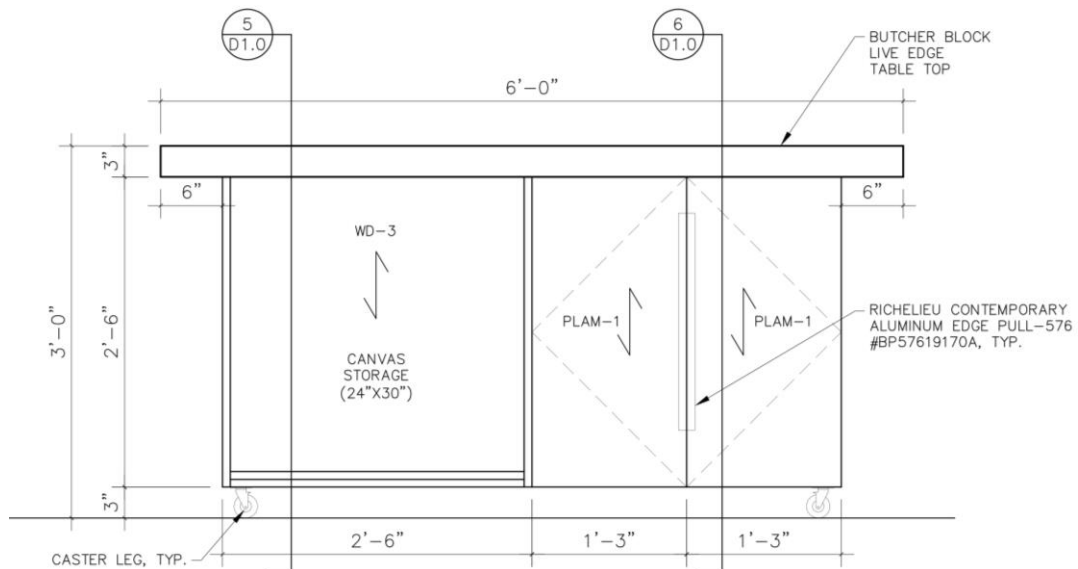 5
D1.0
6
D1.0
BUTCHER BLOCK
LIVE EDGE
TABLE TOP
6'-0"
3"
6"
6"
WD-3
3'-0"
2'-6"
PLAM-1
PLAM-1
RICHELIEU CONTEMPORARY
ALUMINUM EDGE PULL-576
#BP57619170A, TYP.
CANVAS
STORAGE
(24"X30")
3"
2'-6"
1'-3"
1'-3"
CASTER LEG, TYP.